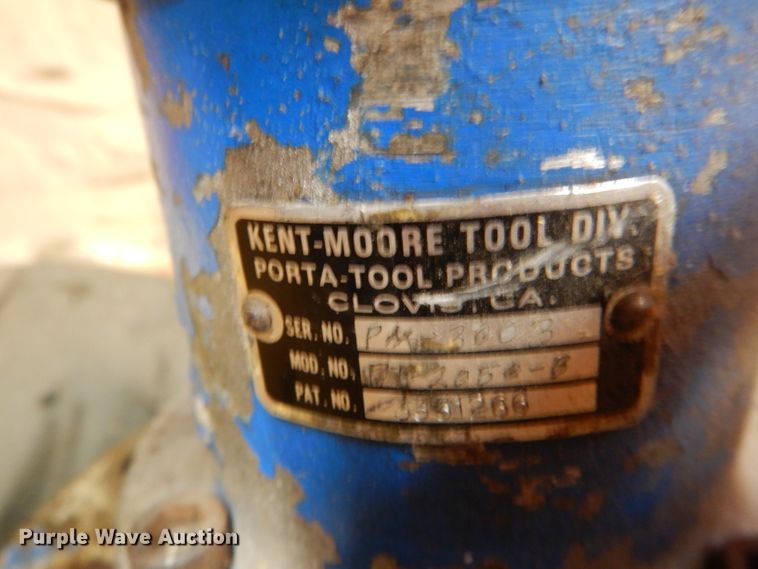 KENT-MOORE TOOL DIV.
PORTA-TOOL PRODUCTS
CLOVIS, CA.
SER. NO.
MOD. NO.
PAT. NO.
Purple Wave Auction